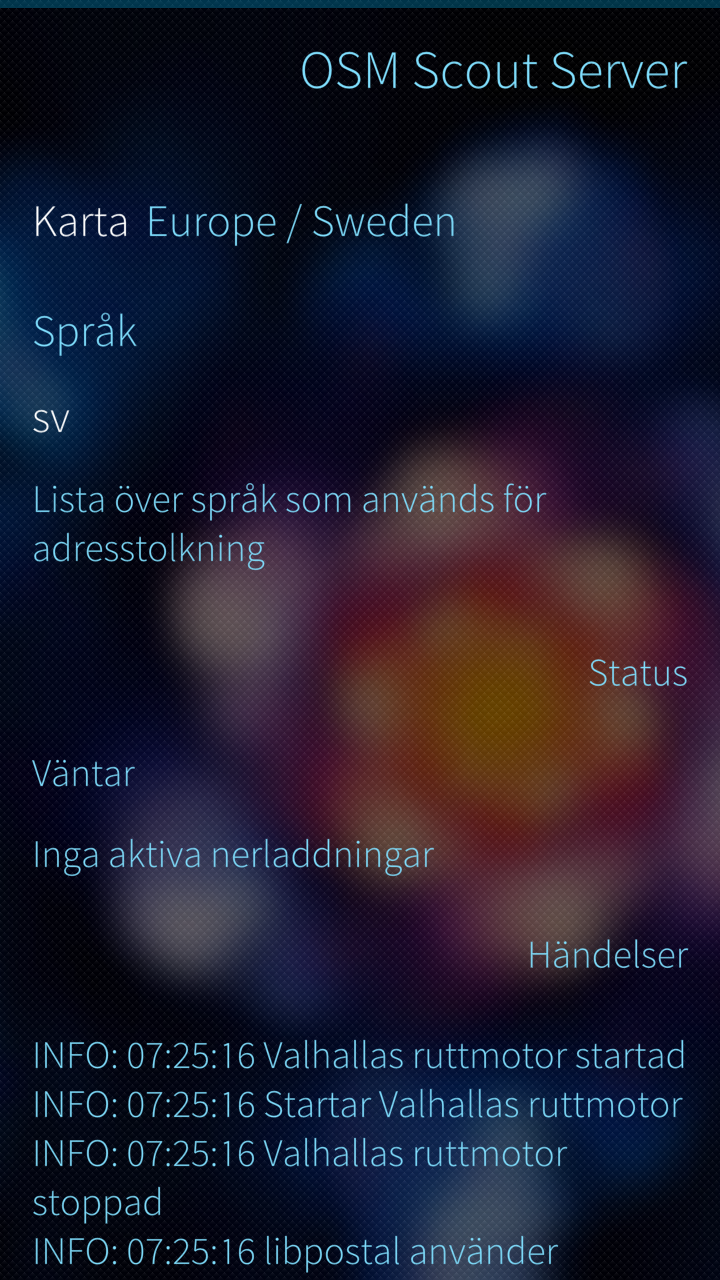 OSM Scout Server
Karta Europe / Sweden
Språk
sv
Lista över språk som används för
adresstolkning
Status
Väntar
Inga aktiva nerladdningar
Händelser
INFO: 07:25:16 Valhallas ruttmotor startad
INFO: 07:25:16 Startar Valhallas ruttmotor
INFO: 07:25:16 Valhallas ruttmotor
stoppad
INFO: 07:25:16 libpostal använder